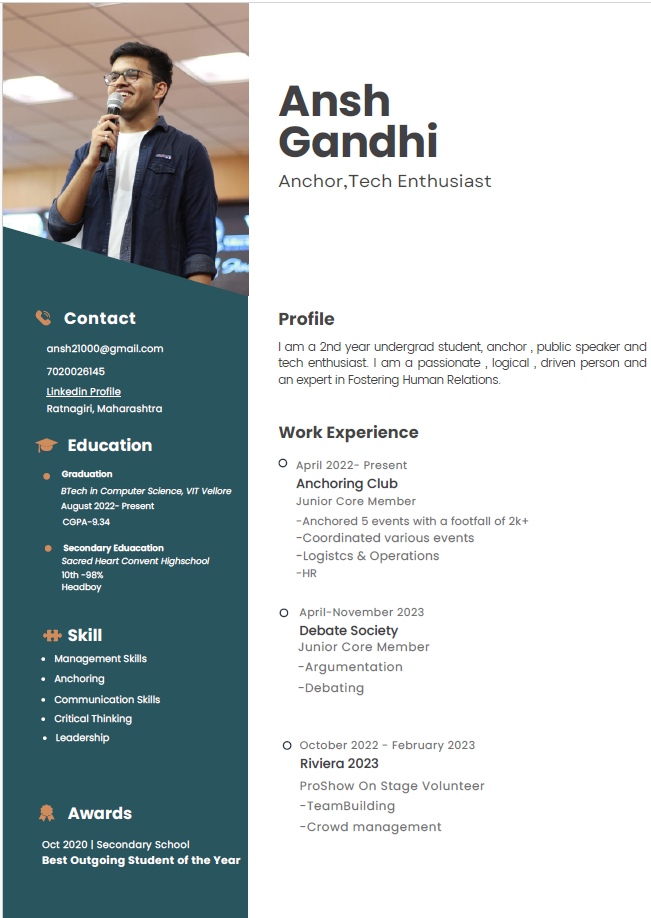 Ansh
Gandhi
Anchor,Tech Enthusiast
Contact
ansh21000@gmail.com
7020026145
Linkedin Profile
Ratnagiri, Maharashtra
Education
Graduation
BTech in Computer Science, VIT Vellore
August 2022- Present
CGPA-9.34
Secondary Eduacation
Sacred Heart Convent Highschool
10th -98%
Headboy
Skill
Management Skills
Anchoring
Communication Skills
Critical Thinking
Leadership
Awards
Oct 2020 | Secondary School
Best Outgoing Student of the Year
Profile
I am a 2nd year undergrad student, anchor , public speaker and
tech enthusiast. I am a passionate , logical , driven person and
an expert in Fostering Human Relations.
Work Experience
April 2022- Present
Anchoring Club
Junior Core Member
-Anchored 5 events with a footfall of 2k+
-Coordinated various events
-Logistcs & Operations
-HR
April-November 2023
Debate Society
Junior Core Member
-Argumentation
-Debating
October 2022 - February 2023
Riviera 2023
ProShow On Stage Volunteer
-TeamBuilding
-Crowd management